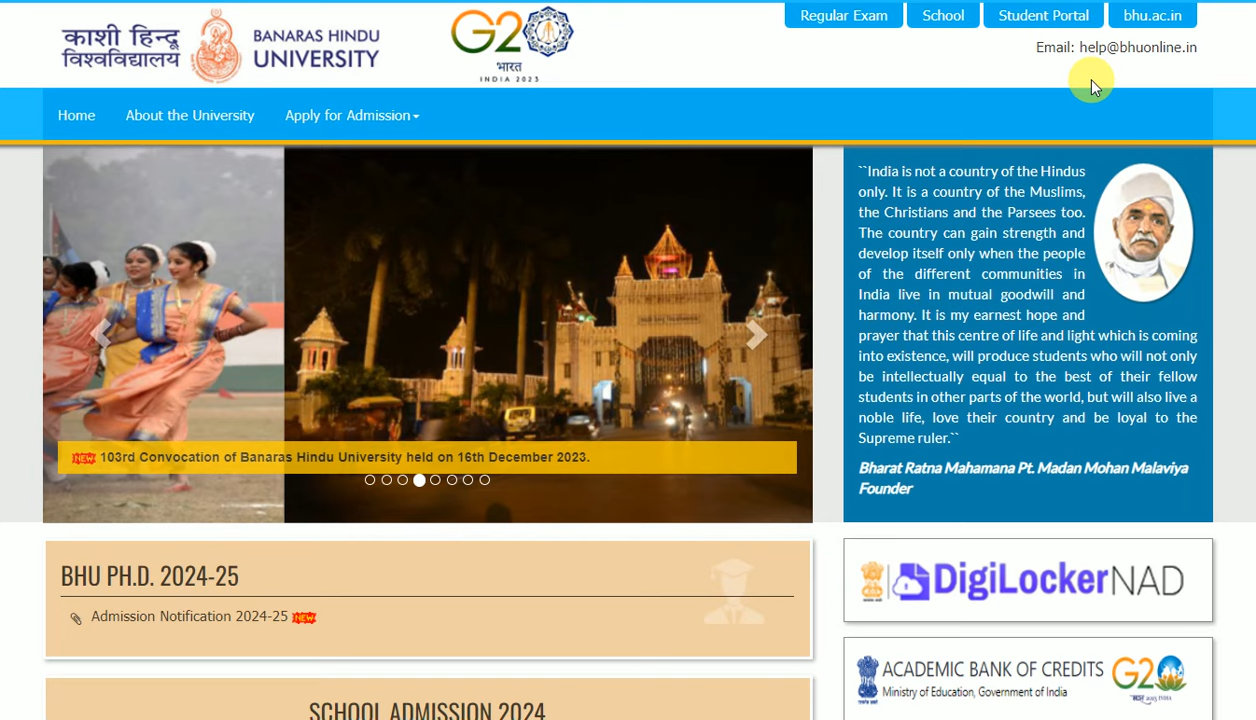 Regular Exam
School
Student Portal
bhu.ac.in
काशी हिन्दू
विश्वविद्यालय
BANARAS HINDU
UNIVERSITY
G2
भारत
INDIA 2023
Email: help@bhuonline.in
Home
About the University
Apply for Admission
NEW 103rd Convocation of Banaras Hindu University held on 16th December 2023.
``India is not a country of the Hindus
only. It is a country of the Muslims,
the Christians and the Parsees too.
The country can gain strength and
develop itself only when the people
of the different communities in
India live in mutual goodwill and
harmony. It is my earnest hope and
prayer that this centre of life and light which is coming
into existence, will produce students who will not only
be intellectually equal to the best of their fellow
students in other parts of the world, but will also live a
noble life, love their country and be loyal to the
Supreme ruler.``
Bharat Ratna Mahamana Pt. Madan Mohan Malaviya
Founder
BHU PH.D. 2024-25
Admission Notification 2024-25 NEW
SCHOOL ADMISSION 2024
DigiLockerNAD
ACADEMIC BANK OF CREDITS
Ministry of Education, Government of India
G2